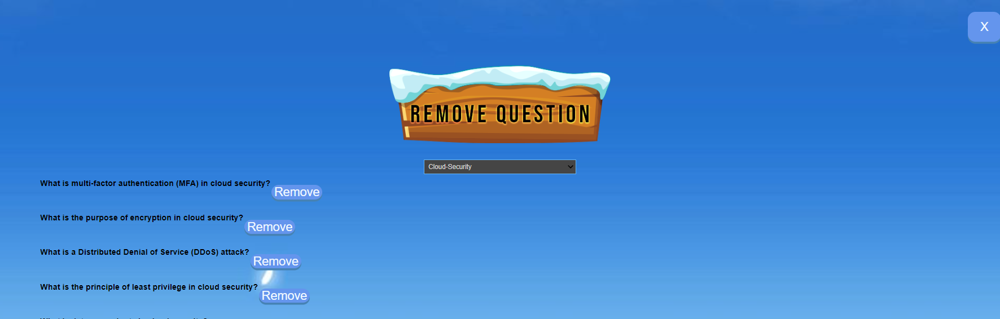 X
REMOVE QUESTION
Cloud-Security
What is multi-factor authentication (MFA) in cloud security?
Remove
What is the purpose of encryption in cloud security?
Remove
What is a Distributed Denial of Service (DDoS) attack?
Remove
What is the principle of least privilege in cloud security?
Remove